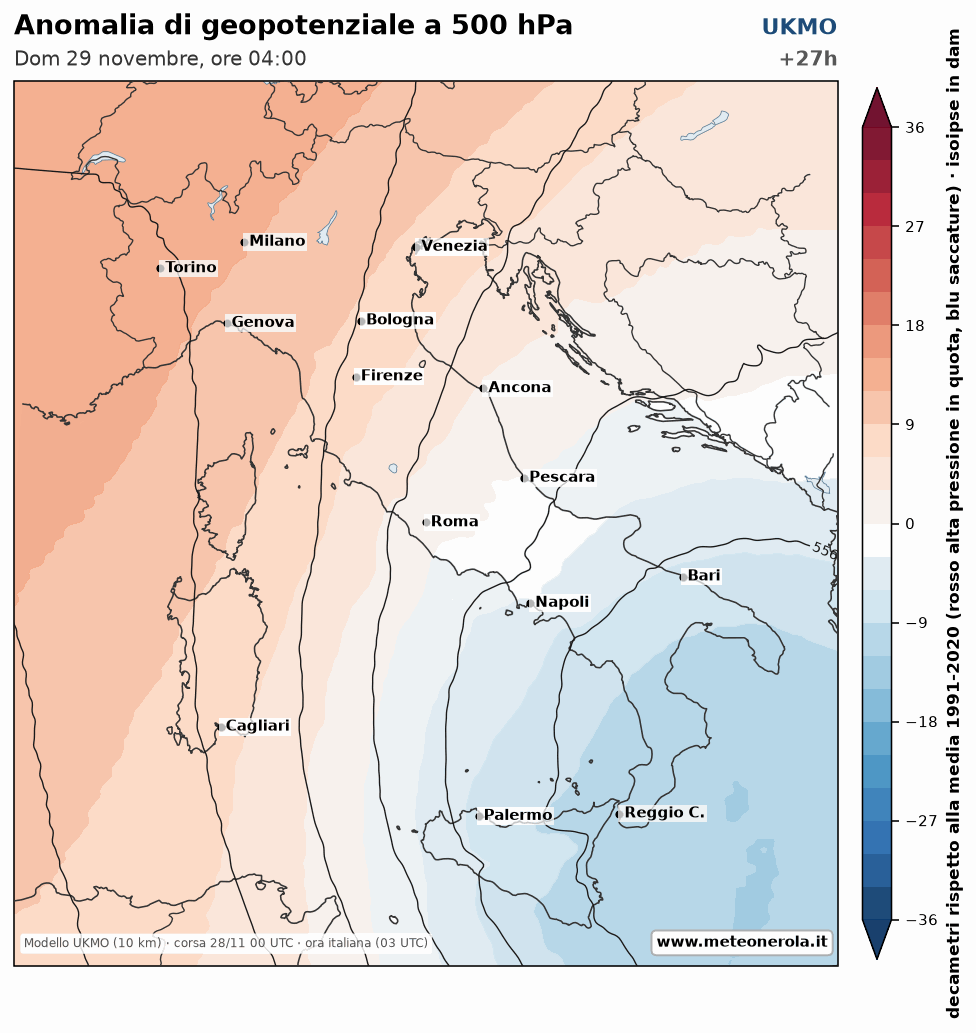 Anomalia di geopotenziale a 500 hPa
UKMO
Dom 29 novembre, ore 04:00
+27h
Milano
Venezia
Torino
Genova
Bologna
Firenze
Ancona
Pescara
Roma
556
Bari
Napoli
Cagliari
Palermo
Reggio C.
Modello UKMO (10 km) · corsa 28/11 00 UTC · ora italiana (03 UTC)
www.meteonerola.it
36
27
18
9
0
−9
−18
−27
−36
decametri rispetto alla media 1991-2020 (rosso alta pressione in quota, blu saccature) · isoipse in dam